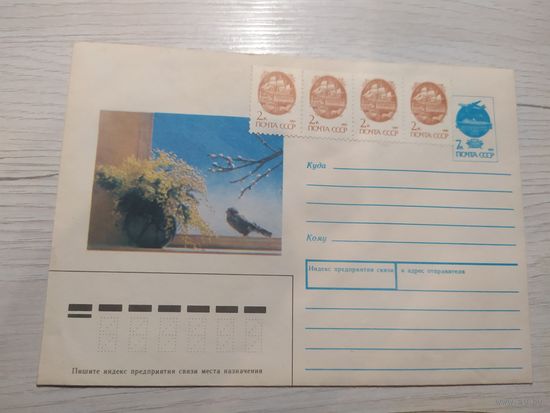 2к ПОЧТА СССР
2к ПОЧТА СССР
2к ПОЧТА СССР
2к ПОЧТА СССР
7к ПОЧТА СССР
Куда
Кому
Индекс предприятия связи и адрес отправителя
Пишите индекс предприятия связи места назначения